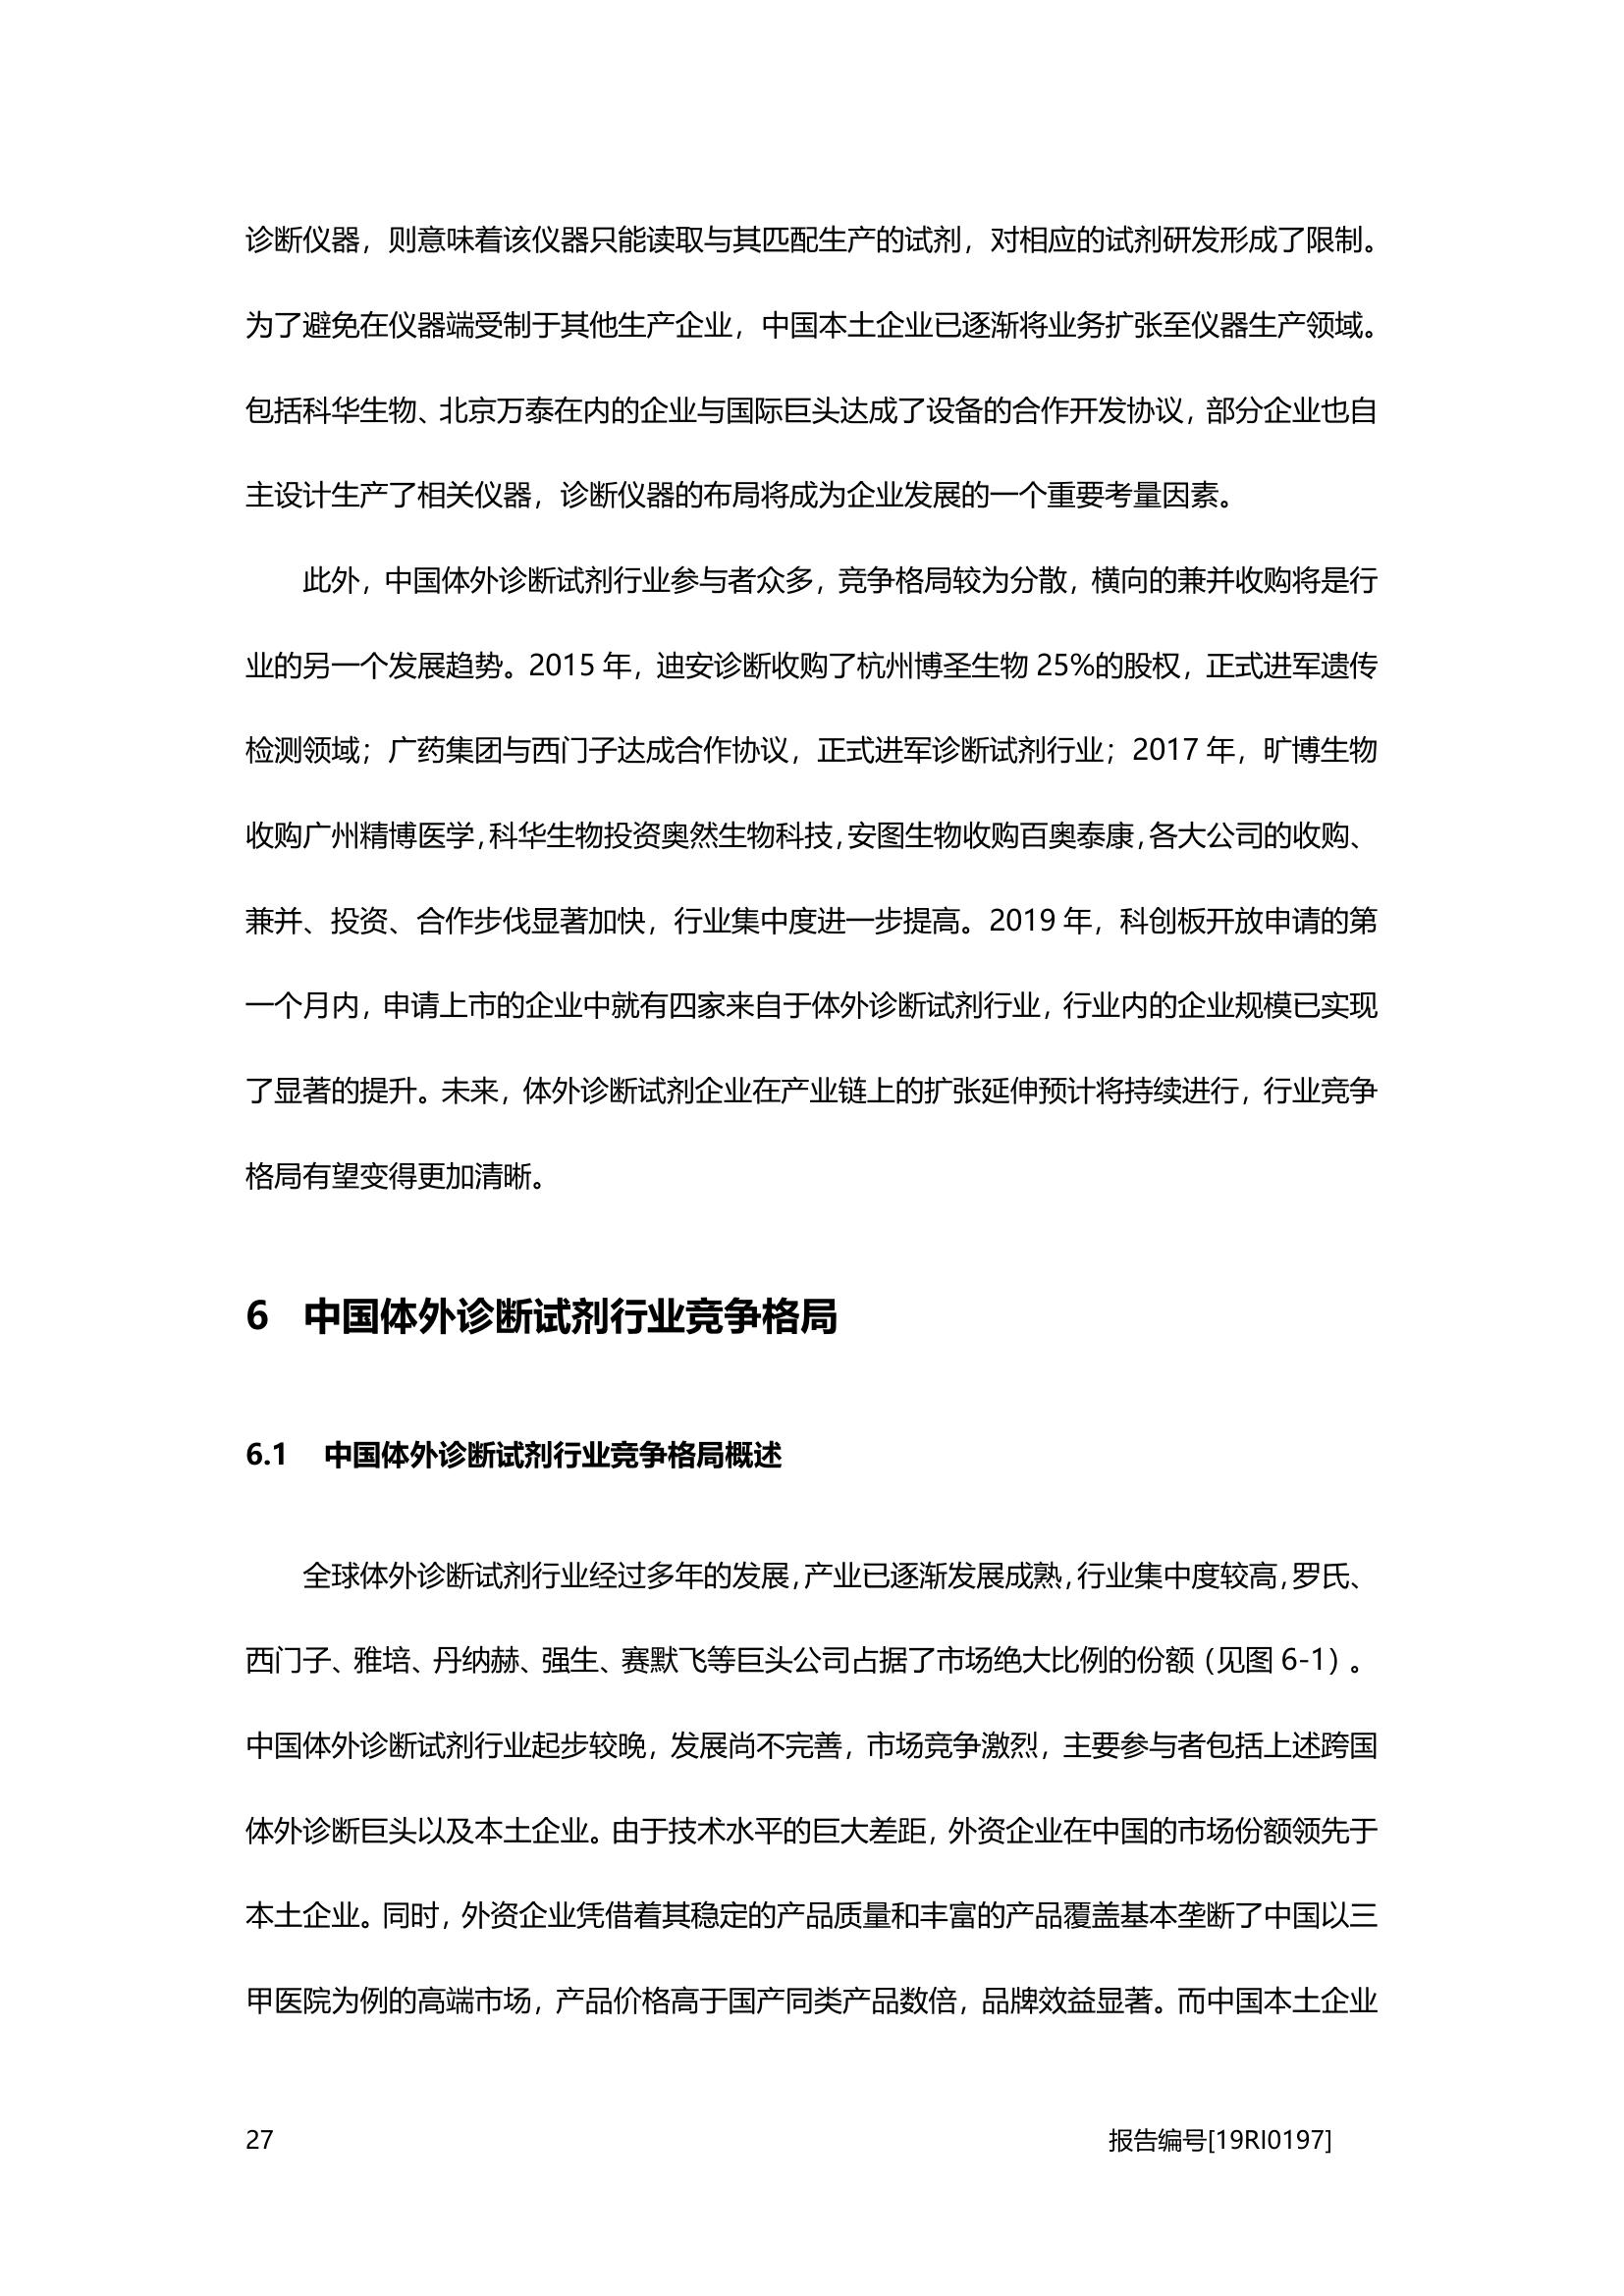 诊断仪器，则意味着该仪器只能读取与其匹配生产的试剂，对相应的试剂研发形成了限制。
为了避免在仪器端受制于其他生产企业，中国本土企业已逐渐将业务扩张至仪器生产领域。
包括科华生物、北京万泰在内的企业与国际巨头达成了设备的合作开发协议，部分企业也自
主设计生产了相关仪器，诊断仪器的布局将成为企业发展的一个重要考量因素。
此外，中国体外诊断试剂行业参与者众多，竞争格局较为分散，横向的兼并收购将是行
业的另一个发展趋势。2015 年，迪安诊断收购了杭州博圣生物 25%的股权，正式进军遗传
检测领域；广药集团与西门子达成合作协议，正式进军诊断试剂行业；2017 年，旷博生物
收购广州精博医学，科华生物投资奥然生物科技，安图生物收购百奥泰康，各大公司的收购、
兼并、投资、合作步伐显著加快，行业集中度进一步提高。2019 年，科创板开放申请的第
一个月内，申请上市的企业中就有四家来自于体外诊断试剂行业，行业内的企业规模已实现
了显著的提升。未来，体外诊断试剂企业在产业链上的扩张延伸预计将持续进行，行业竞争
格局有望变得更加清晰。
6 中国体外诊断试剂行业竞争格局
6.1 中国体外诊断试剂行业竞争格局概述
全球体外诊断试剂行业经过多年的发展，产业已逐渐发展成熟，行业集中度较高，罗氏、
西门子、雅培、丹纳赫、强生、赛默飞等巨头公司占据了市场绝大比例的份额（见图 6-1）。
中国体外诊断试剂行业起步较晚，发展尚不完善，市场竞争激烈，主要参与者包括上述跨国
体外诊断巨头以及本土企业。由于技术水平的巨大差距，外资企业在中国的市场份额领先于
本土企业。同时，外资企业凭借着其稳定的产品质量和丰富的产品覆盖基本垄断了中国以三
甲医院为例的高端市场，产品价格高于国产同类产品数倍，品牌效益显著。而中国本土企业
27 报告编号[19RI0197]